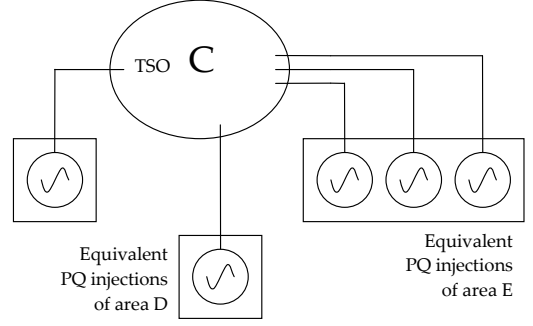 TSO C
Equivalent
PQ injections
of area D
Equivalent
PQ injections
of area E